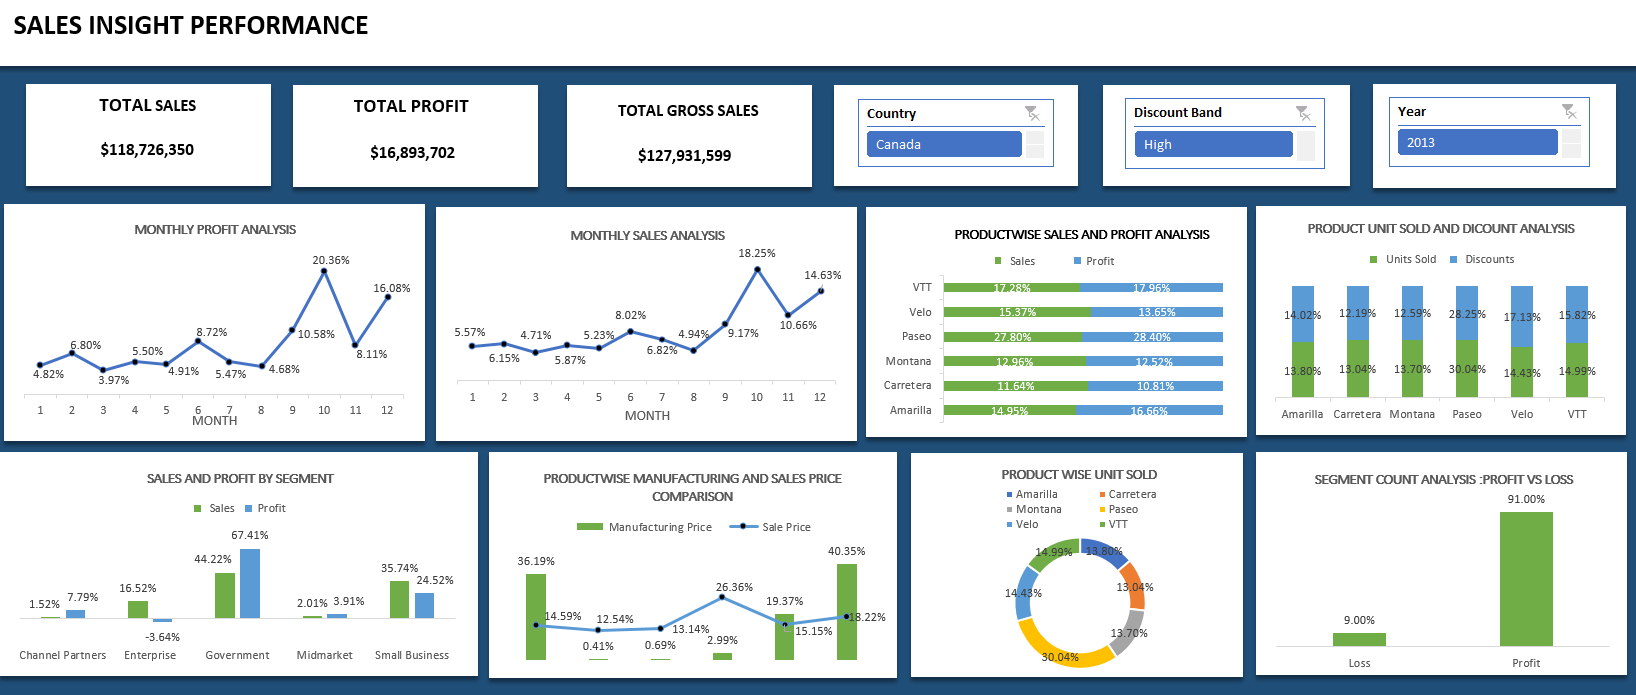 SALES INSIGHT PERFORMANCE
TOTAL SALES
$118,726,350
TOTAL PROFIT
$16,893,702
TOTAL GROSS SALES
$127,931,599
Country
Canada
Discount Band
High
Year
2013
MONTHLY PROFIT ANALYSIS
4.82%
6.80%
3.97%
5.50%
4.91%
8.72%
5.47%
4.68%
10.58%
20.36%
8.11%
16.08%
1 2 3 4 5 6 7 8 9 10 11 12
MONTH
MONTHLY SALES ANALYSIS
5.57%
6.15%
4.71%
5.87%
5.23%
8.02%
6.82%
4.94%
9.17%
18.25%
10.66%
14.63%
1 2 3 4 5 6 7 8 9 10 11 12
MONTH
PRODUCTWISE SALES AND PROFIT ANALYSIS
Sales Profit
VTT 17.28% 17.96%
Velo 15.37% 13.65%
Paseo 27.80% 28.40%
Montana 12.96% 12.52%
Carretera 11.64% 10.81%
Amarilla 14.95% 16.66%
PRODUCT UNIT SOLD AND DICOUNT ANALYSIS
Units Sold Discounts
14.02% 12.19% 12.59% 28.25% 17.13% 15.82%
13.80% 13.04% 13.70% 30.04% 14.43% 14.99%
Amarilla Carretera Montana Paseo Velo VTT
SALES AND PROFIT BY SEGMENT
Sales Profit
1.52% 7.79%
16.52% -3.64%
44.22% 67.41%
2.01% 3.91%
35.74% 24.52%
Channel Partners Enterprise Government Midmarket Small Business
PRODUCTWISE MANUFACTURING AND SALES PRICE
COMPARISON
Manufacturing Price Sale Price
36.19% 14.59%
0.41% 12.54%
0.69% 13.14%
2.99% 26.36%
19.37% 15.15%
40.35% 18.22%
PRODUCT WISE UNIT SOLD
Amarilla Carretera
Montana Paseo
Velo VTT
13.80%
13.04%
13.70%
30.04%
14.43%
14.99%
SEGMENT COUNT ANALYSIS :PROFIT VS LOSS
9.00%
91.00%
Loss Profit